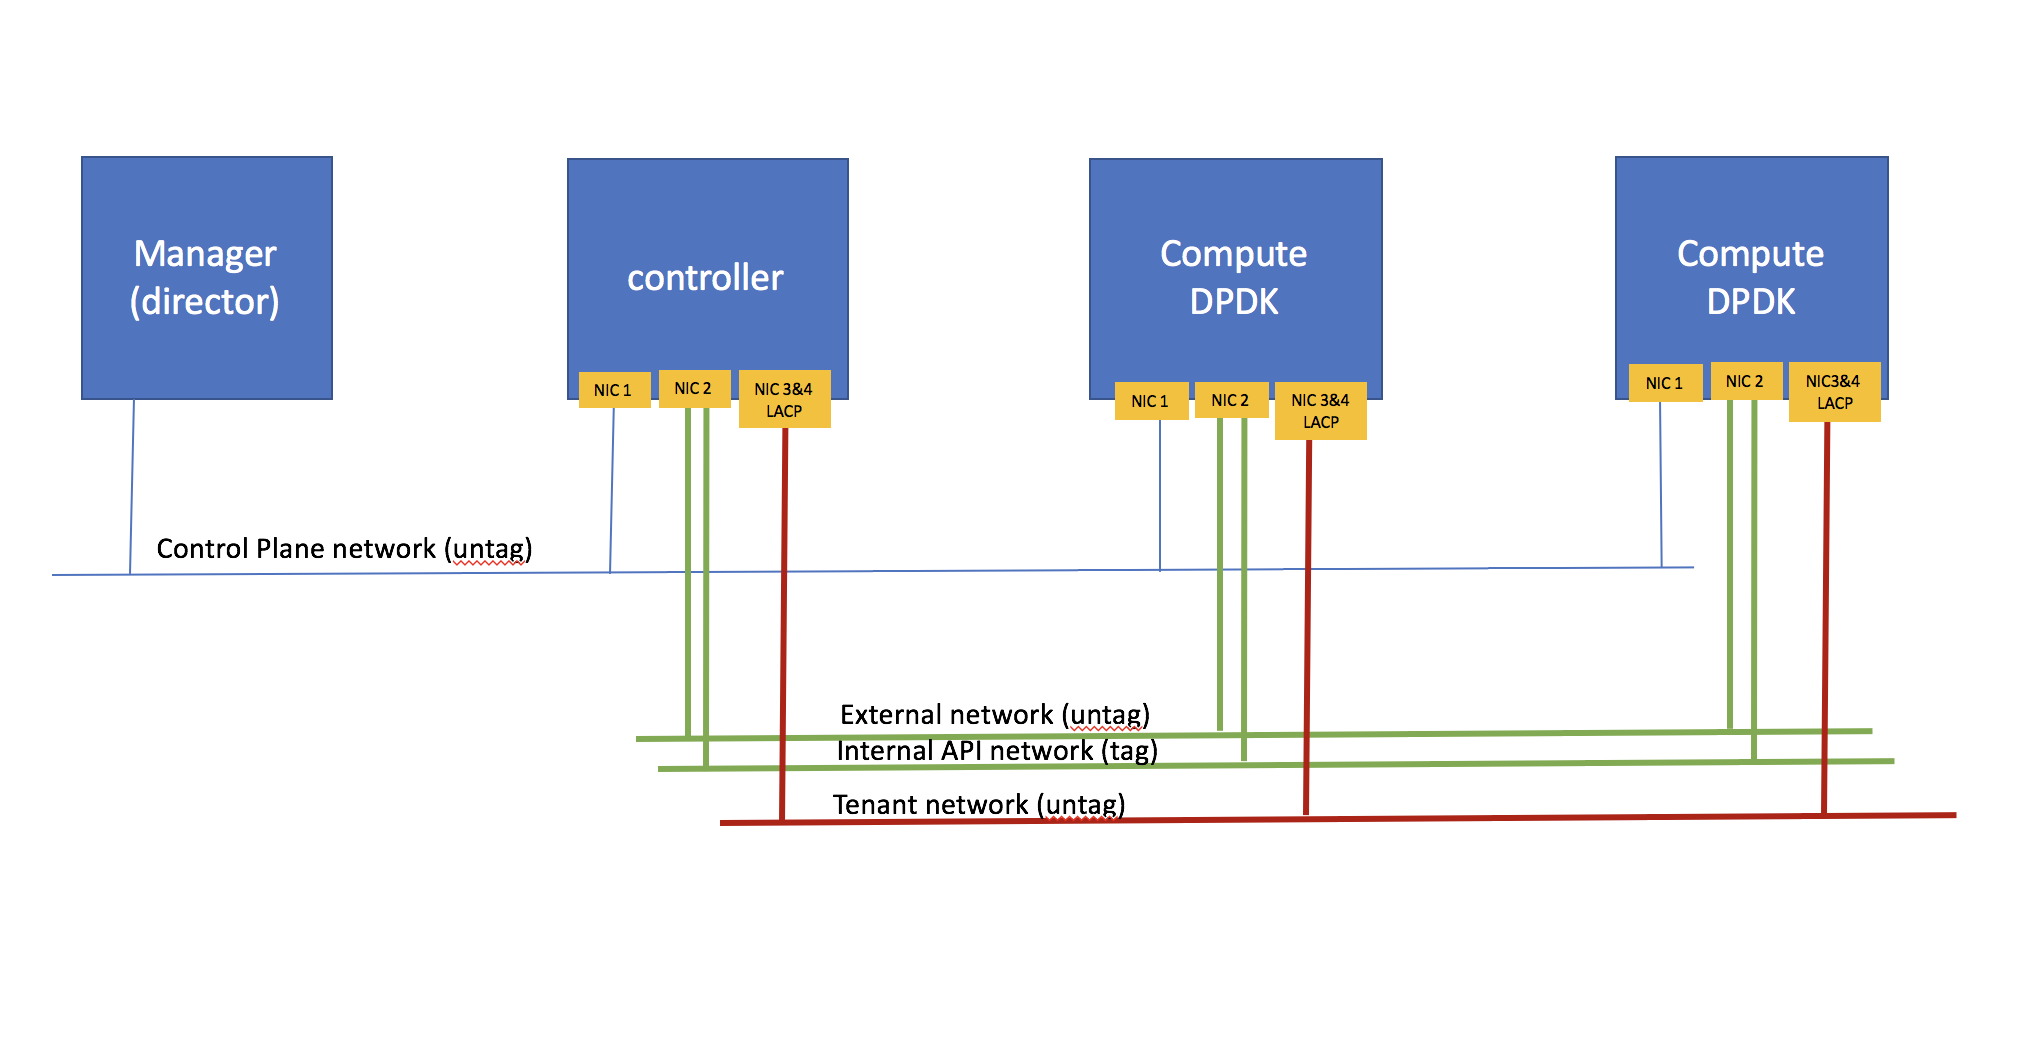 Manager
(director)
controller
Compute
DPDK
Compute
DPDK
NIC 1
NIC 2
NIC 3&4
LACP
NIC 1
NIC 2
NIC 3&4
LACP
NIC 1
NIC 2
NIC3&4
LACP
Control Plane network (untag)
External network (untag)
Internal API network (tag)
Tenant network (untag)